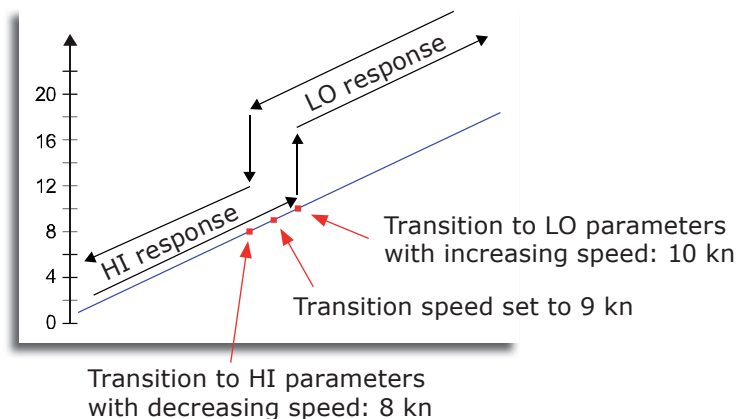 LO response
20
16
12
8
4
0
HI response
Transition to LO parameters
with increasing speed: 10 kn
Transition speed set to 9 kn
Transition to HI parameters
with decreasing speed: 8 kn